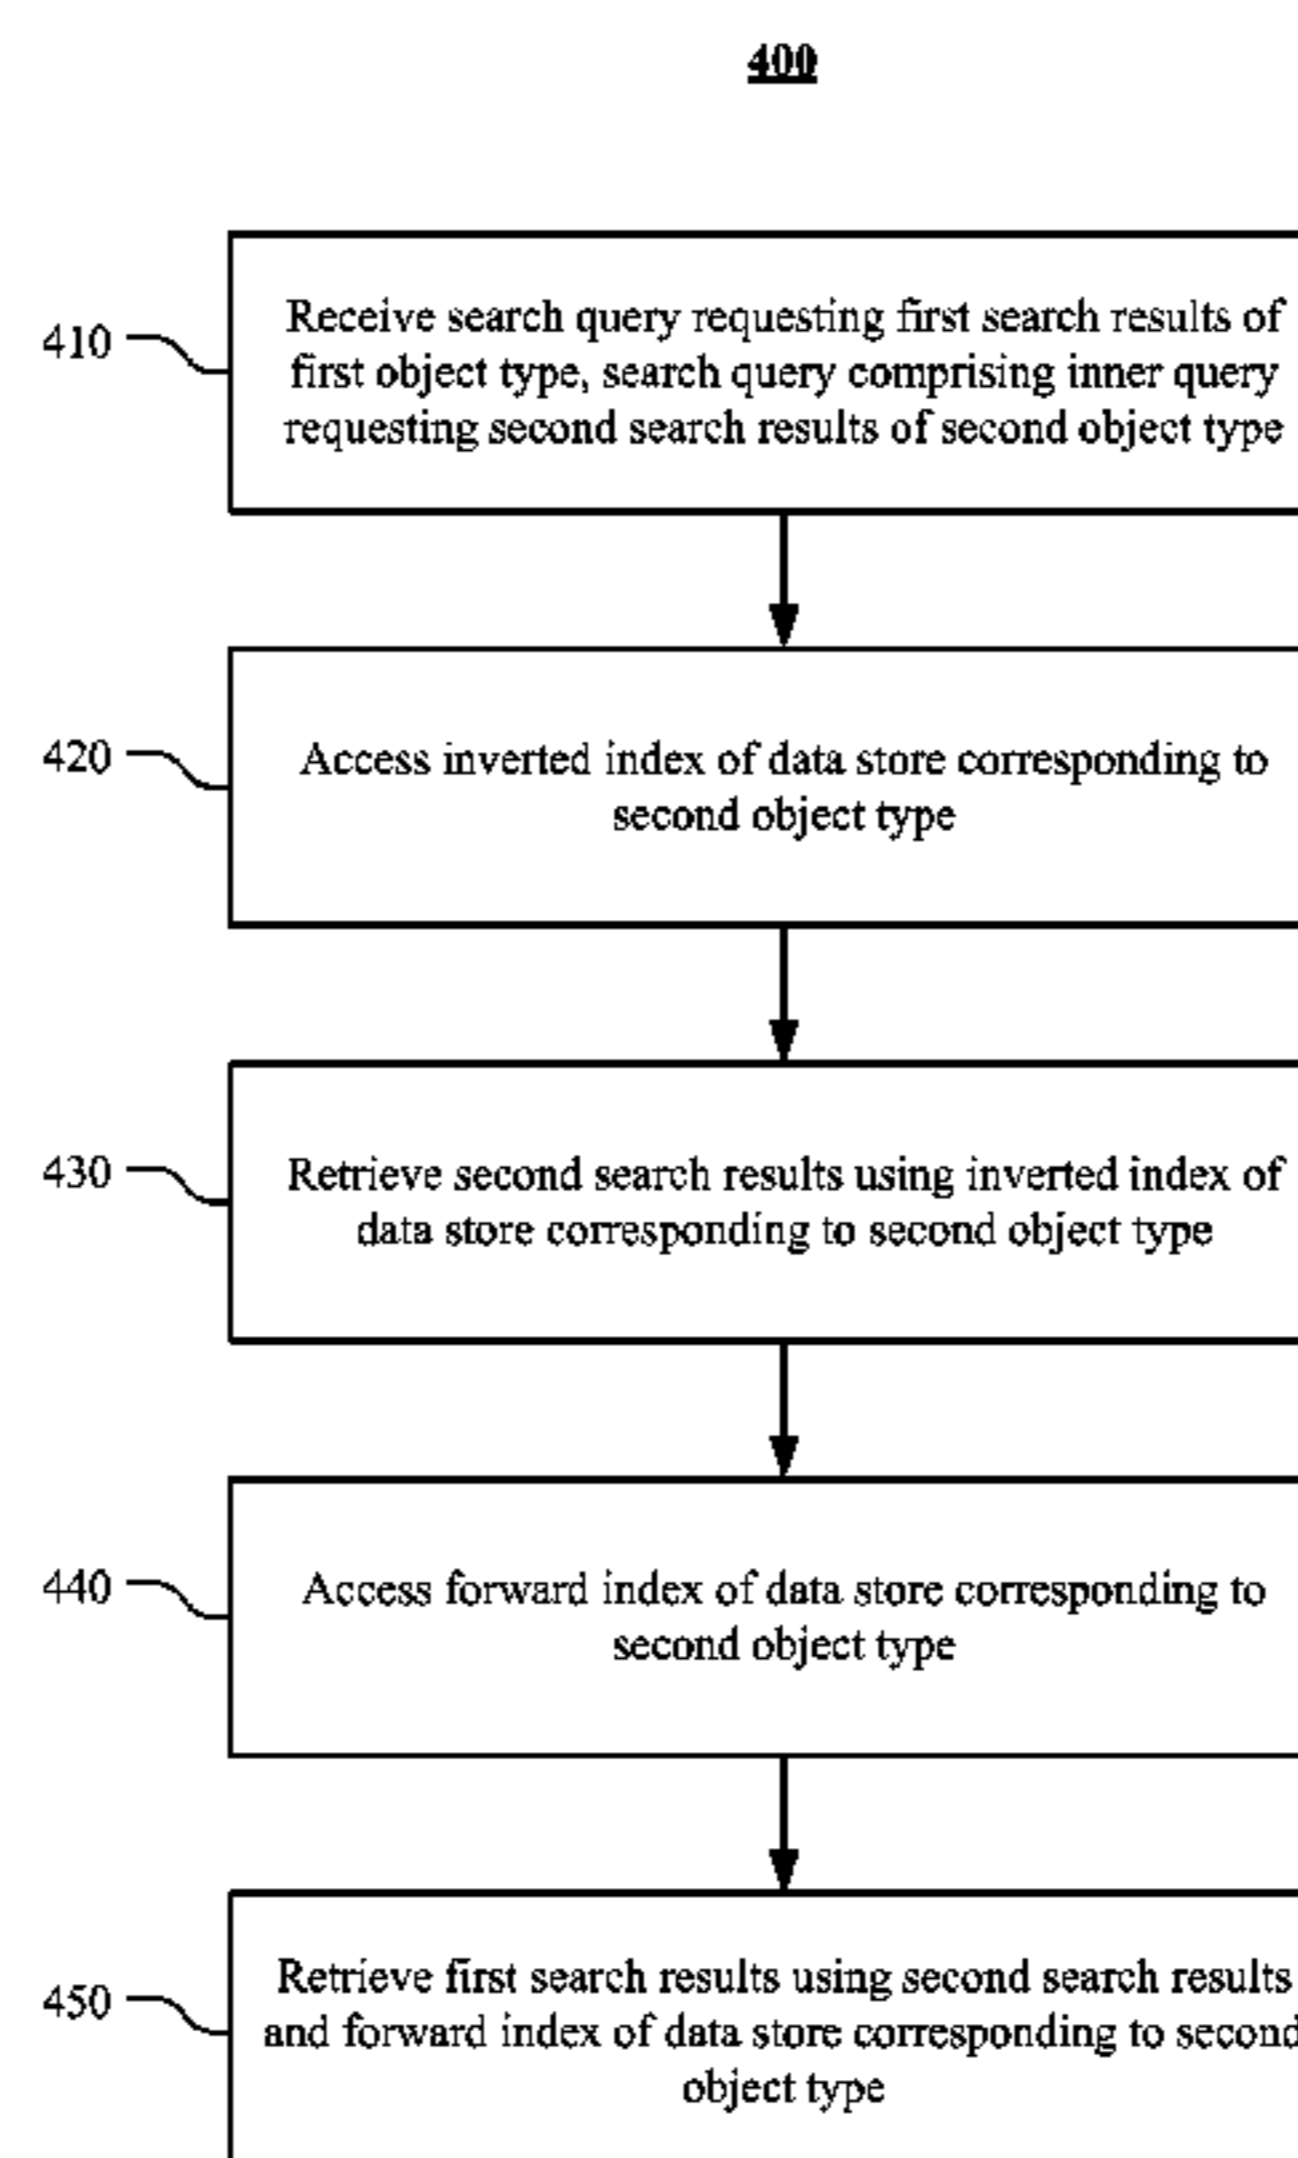 400
410
Receive search query requesting first search results of
first object type, search query comprising inner query
requesting second search results of second object type
420
Access inverted index of data store corresponding to
second object type
430
Retrieve second search results using inverted index of
data store corresponding to second object type
440
Access forward index of data store corresponding to
second object type
450
Retrieve first search results using second search results
and forward index of data store corresponding to second
object type